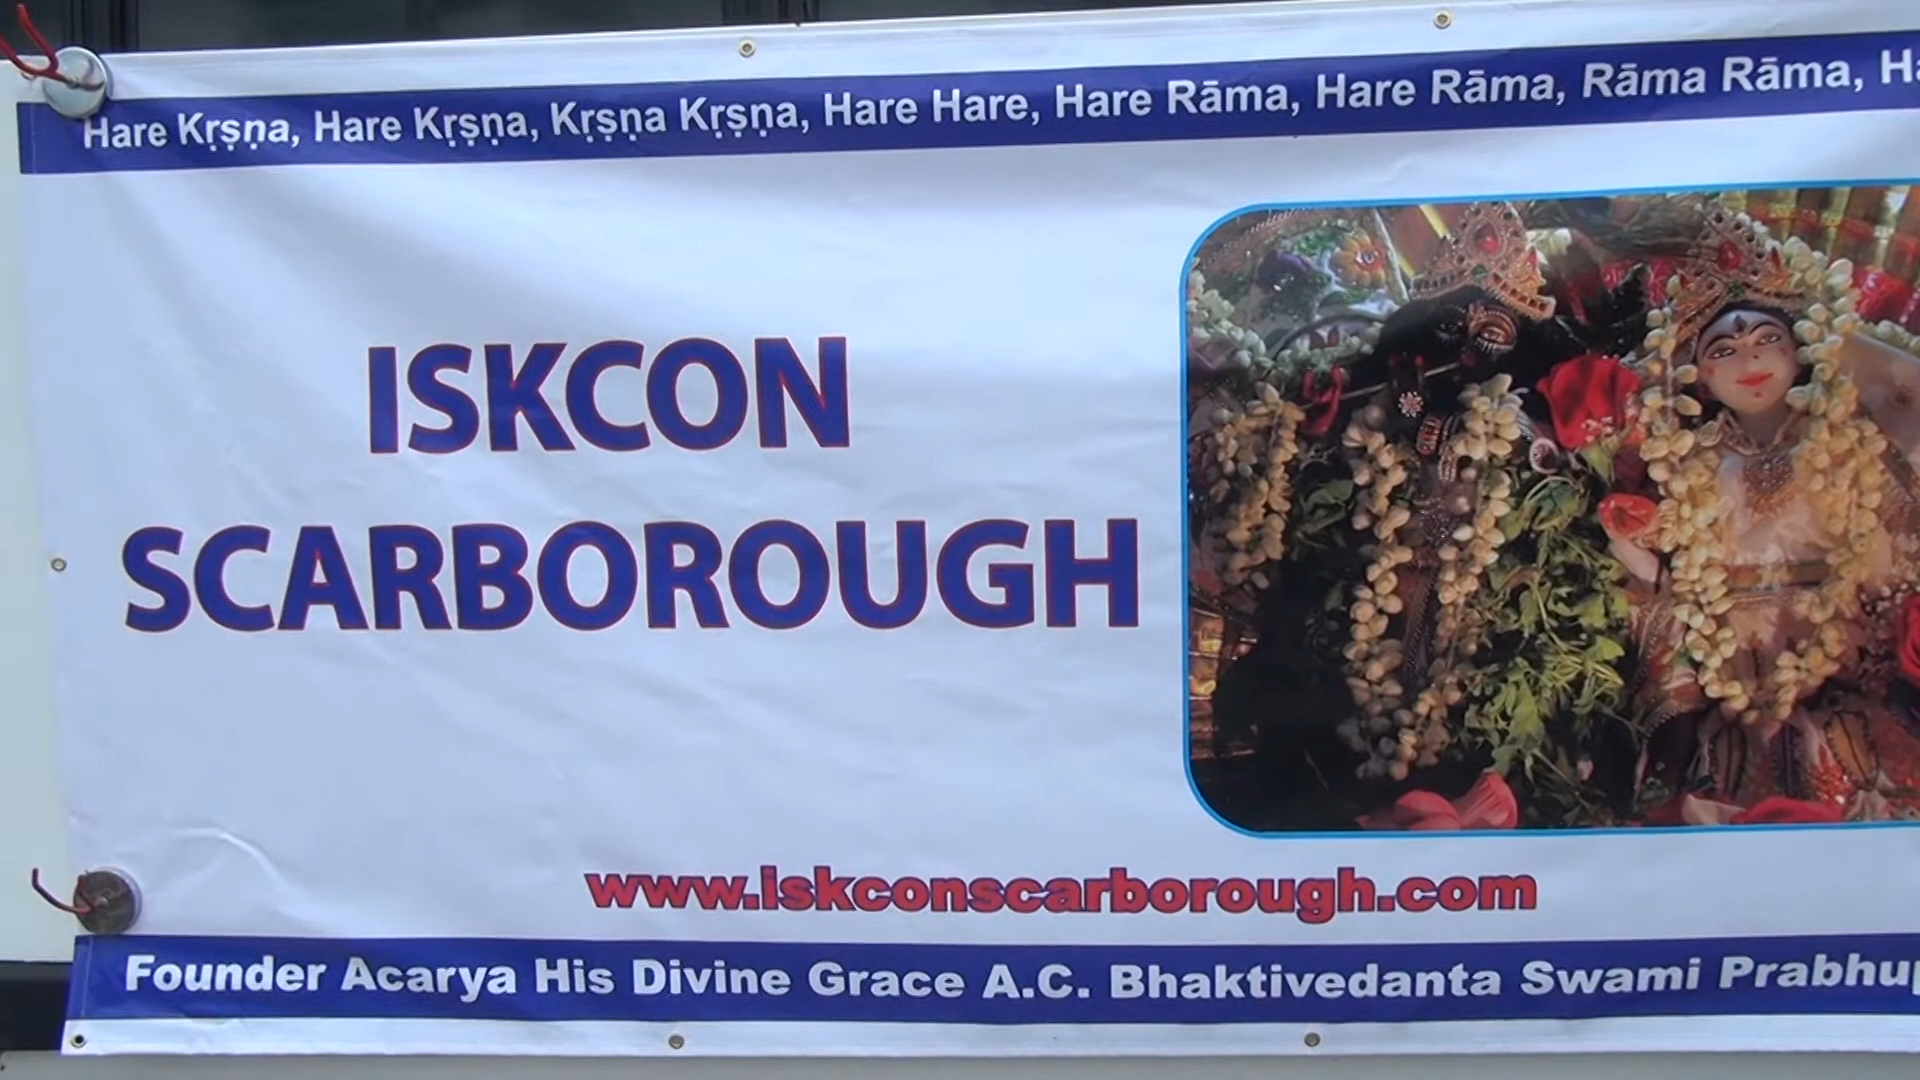 Hare Kṛṣṇa, Hare Kṛṣṇa, Kṛṣṇa Kṛṣṇa, Hare Hare, Hare Rāma, Hare Rāma, Rāma Rāma,
ISKCON
SCARBOROUGH
www.iskconscarborough.com
Founder Acarya His Divine Grace A.C. Bhaktivedanta Swami